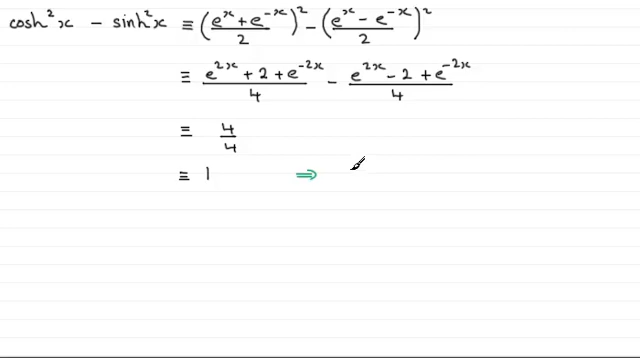 cosh²x - sinh²x ≡ ((eˣ + e⁻ˣ)/2)² - ((eˣ - e⁻ˣ)/2)²
≡ (e²ˣ + 2 + e⁻²ˣ)/4 - (e²ˣ - 2 + e⁻²ˣ)/4
≡ 4/4
≡ 1 ⇒